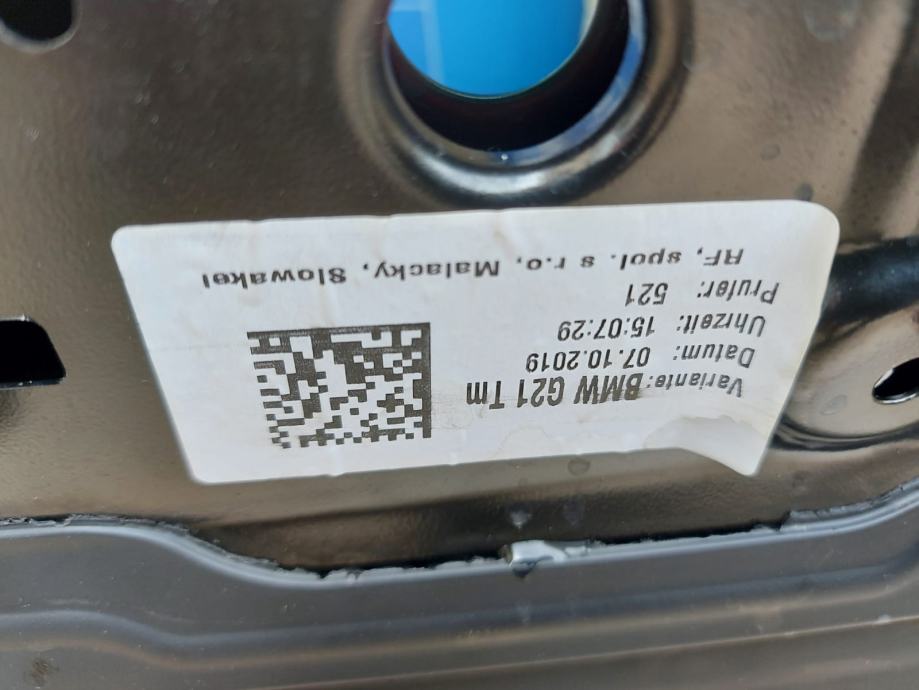 Variante: BMW G21 Tm
Datum: 07.10.2019
Uhrzeit: 15:07:29
Prufer: 521
RF, spol. s r.o, Malacky, Slowakei